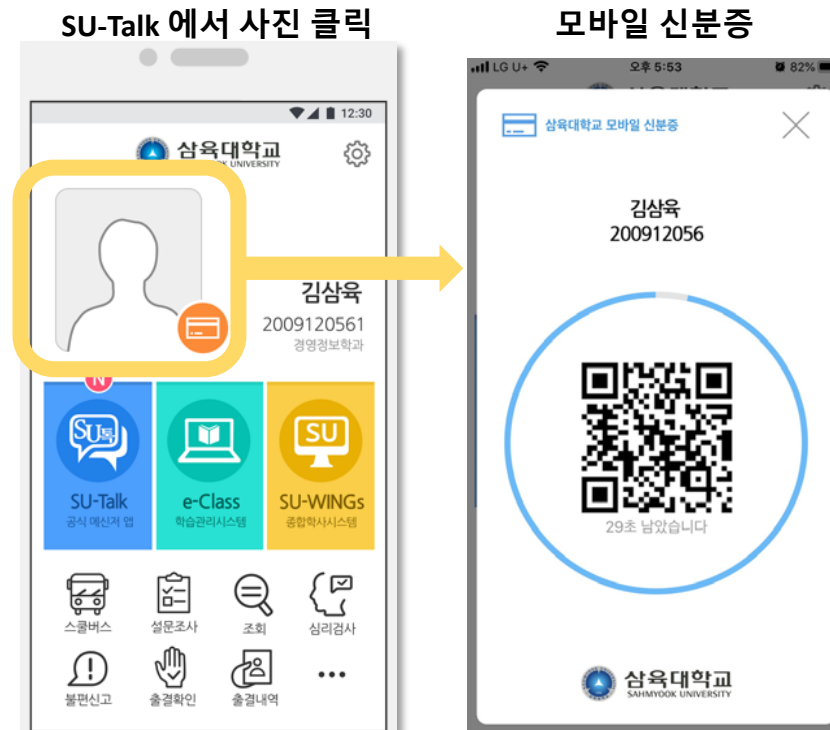 SU-Talk 에서 사진 클릭
12:30
삼육대학교
UNIVERSITY
김삼육
2009120561
경영정보학과
N
SU톡
SU
SU-Talk
공식 메신저 앱
e-Class
학습관리시스템
SU-WINGs
종합학사시스템
스쿨버스
설문조사
조회
심리검사
불편신고
출결확인
출결내역
모바일 신분증
LG U+
오후 5:53
82%
삼육대학교 모바일 신분증
김삼육
200912056
29초 남았습니다
삼육대학교
SAHMYOOK UNIVERSITY